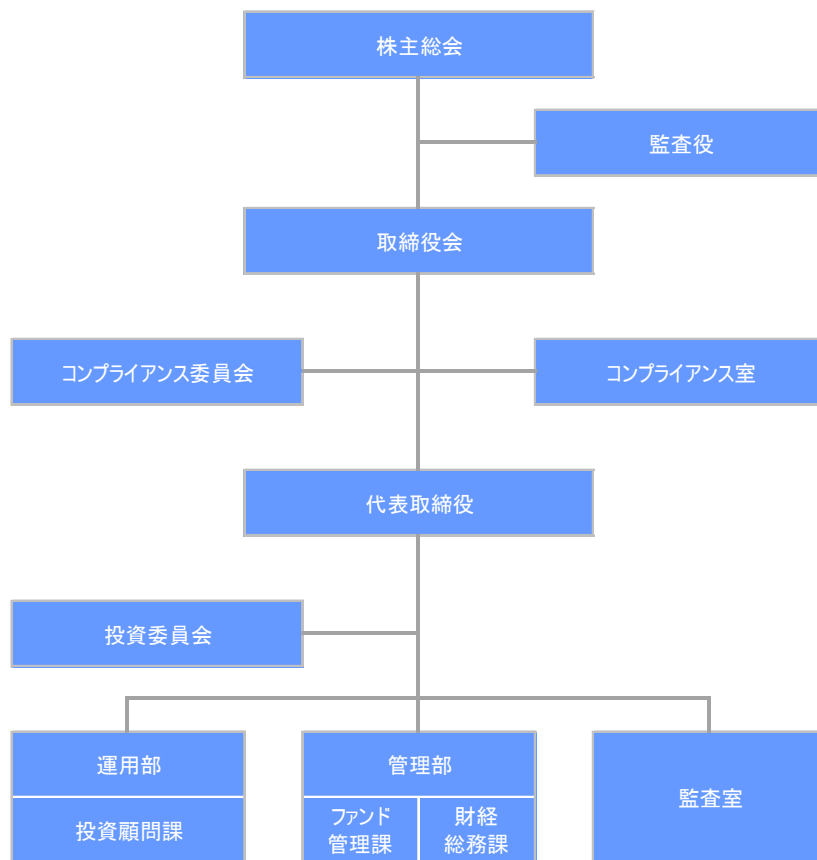 株主総会
監査役
取締役会
コンプライアンス委員会
コンプライアンス室
代表取締役
投資委員会
運用部
投資顧問課
管理部
ファンド
管理課
財経
総務課
監査室